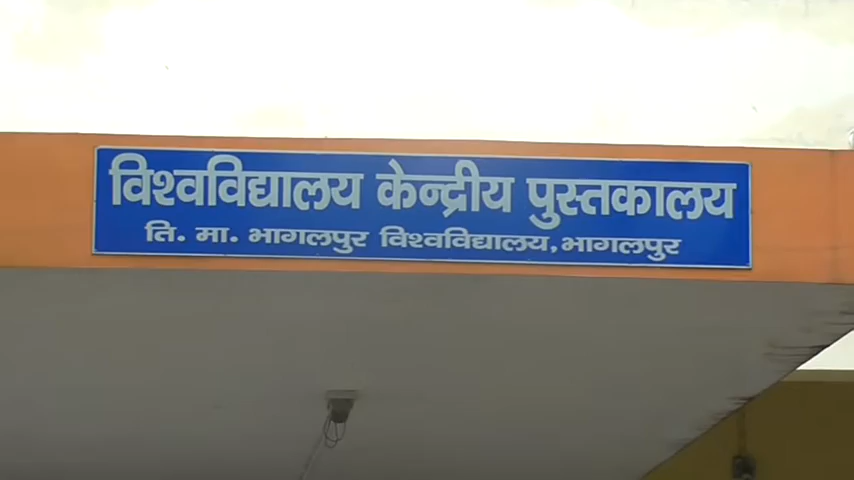 विश्वविद्यालय केन्द्रीय पुस्तकालय
ति. मा. भागलपुर विश्वविद्यालय, भागलपुर